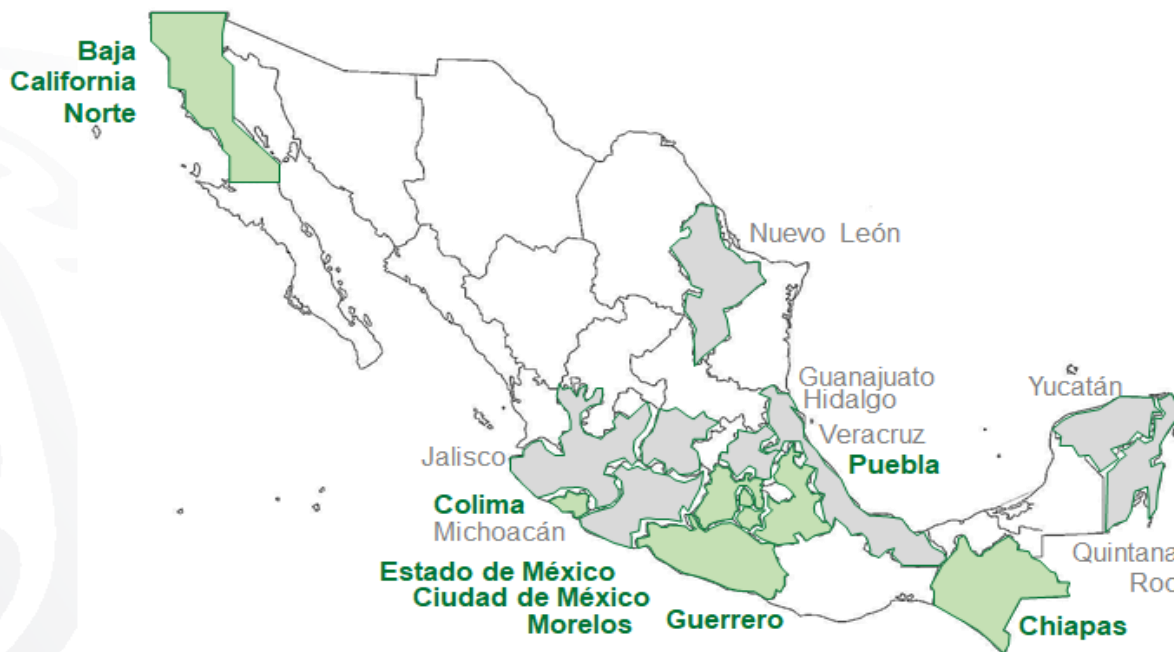 Baja
California
Norte
Nuevo León
Guanajuato
Hidalgo
Yucatán
Veracruz
Puebla
Jalisco
Colima
Michoacán
Quintana
Roo
Estado de México
Ciudad de México
Morelos
Guerrero
Chiapas